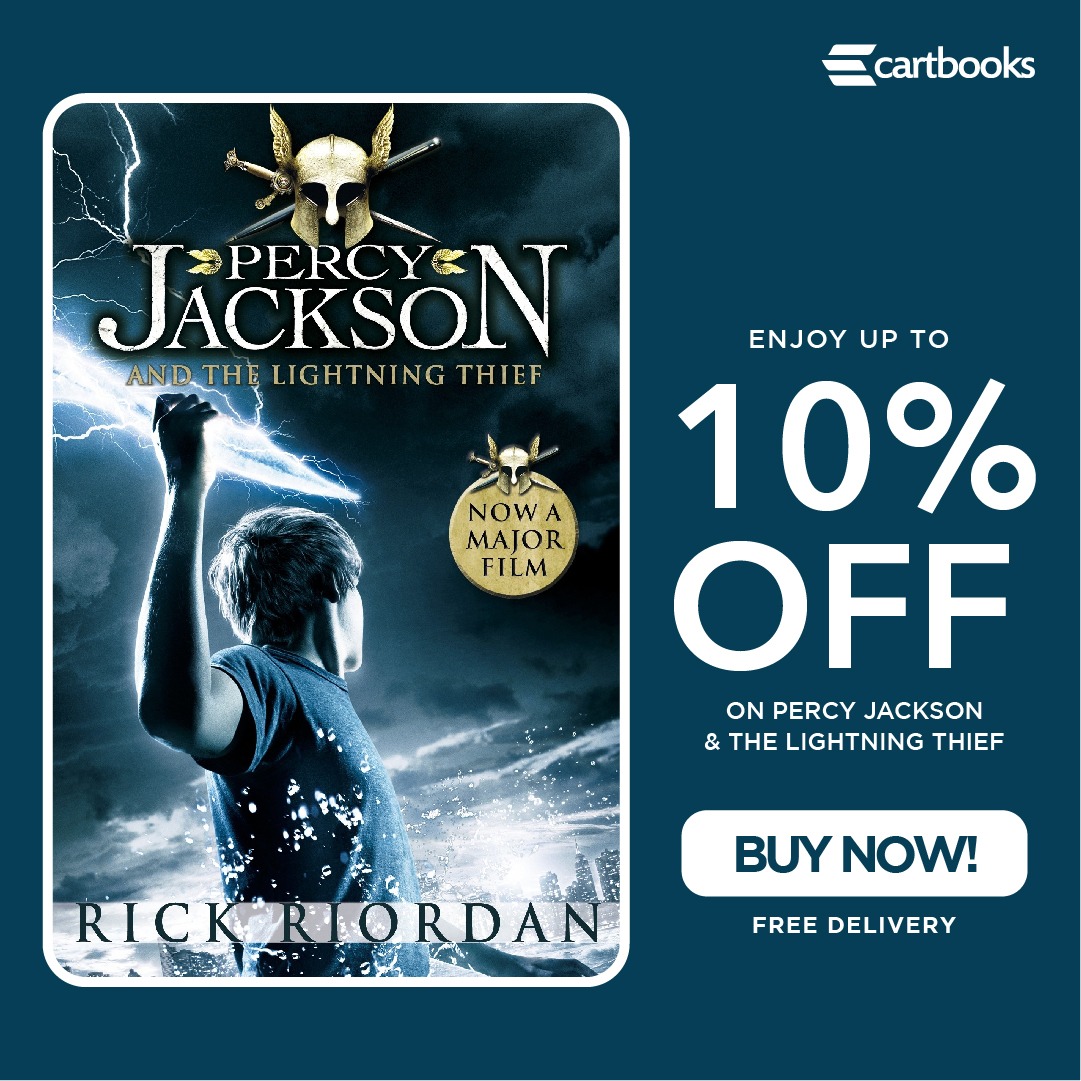 cartbooks
PERCY
JACKSON
AND THE LIGHTNING THIEF
NOW A
MAJOR
FILM
RICK RIORDAN
ENJOY UP TO
10%
OFF
ON PERCY JACKSON
& THE LIGHTNING THIEF
BUY NOW!
FREE DELIVERY